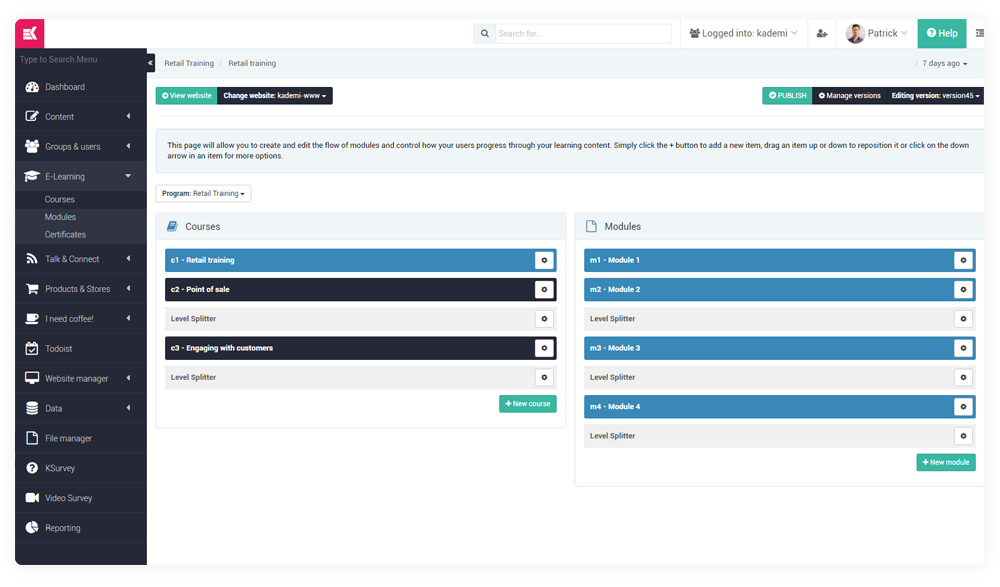 EK
Search for...
Logged into: kademi
Patrick
Help
Type to Search Menu
Retail Training / Retail training
/ 7 days ago
Dashboard
Content
Groups & users
E-Learning
Courses
Modules
Certificates
Talk & Connect
Products & Stores
I need coffee!
Todoist
Website manager
Data
File manager
KSurvey
Video Survey
Reporting
View website
Change website: kademi-www
PUBLISH
Manage versions
Editing version: version45
This page will allow you to create and edit the flow of modules and control how your users progress through your learning content. Simply click the + button to add a new item, drag an item up or down to reposition it or click on the down
arrow in an item for more options.
Program: Retail Training
Courses
c1 - Retail training
c2 - Point of sale
Level Splitter
c3 - Engaging with customers
Level Splitter
+ New course
Modules
m1 - Module 1
m2 - Module 2
Level Splitter
m3 - Module 3
Level Splitter
m4 - Module 4
Level Splitter
+ New module